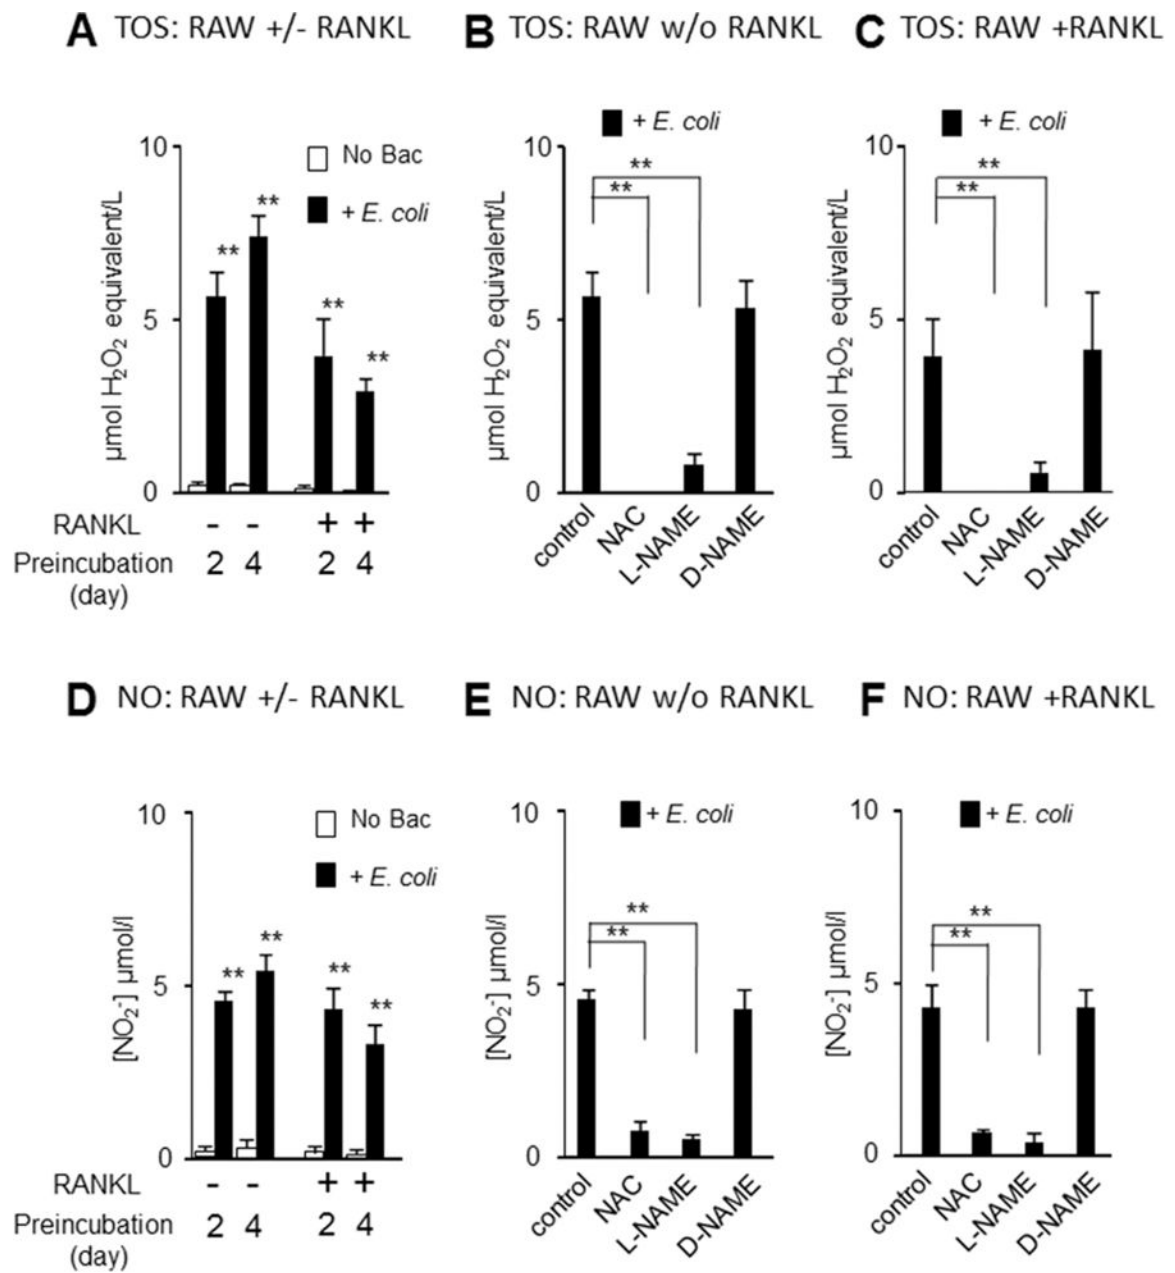 A TOS: RAW +/- RANKL
10
5
0
µmol H2O2 equivalent/L
No Bac
+ E. coli
**
**
**
**
RANKL - - + +
Preincubation 2 4 2 4
(day)
B TOS: RAW w/o RANKL
+ E. coli
10
5
0
µmol H2O2 equivalent/L
**
**
control NAC L-NAME D-NAME
C TOS: RAW +RANKL
+ E. coli
10
5
0
µmol H2O2 equivalent/L
**
**
control NAC L-NAME D-NAME
D NO: RAW +/- RANKL
10
5
0
[NO2-] µmol/l
No Bac
+ E. coli
**
**
**
**
RANKL - - + +
Preincubation 2 4 2 4
(day)
E NO: RAW w/o RANKL
+ E. coli
10
5
0
[NO2-] µmol/l
**
**
control NAC L-NAME D-NAME
F NO: RAW +RANKL
+ E. coli
10
5
0
[NO2-] µmol/l
**
**
control NAC L-NAME D-NAME